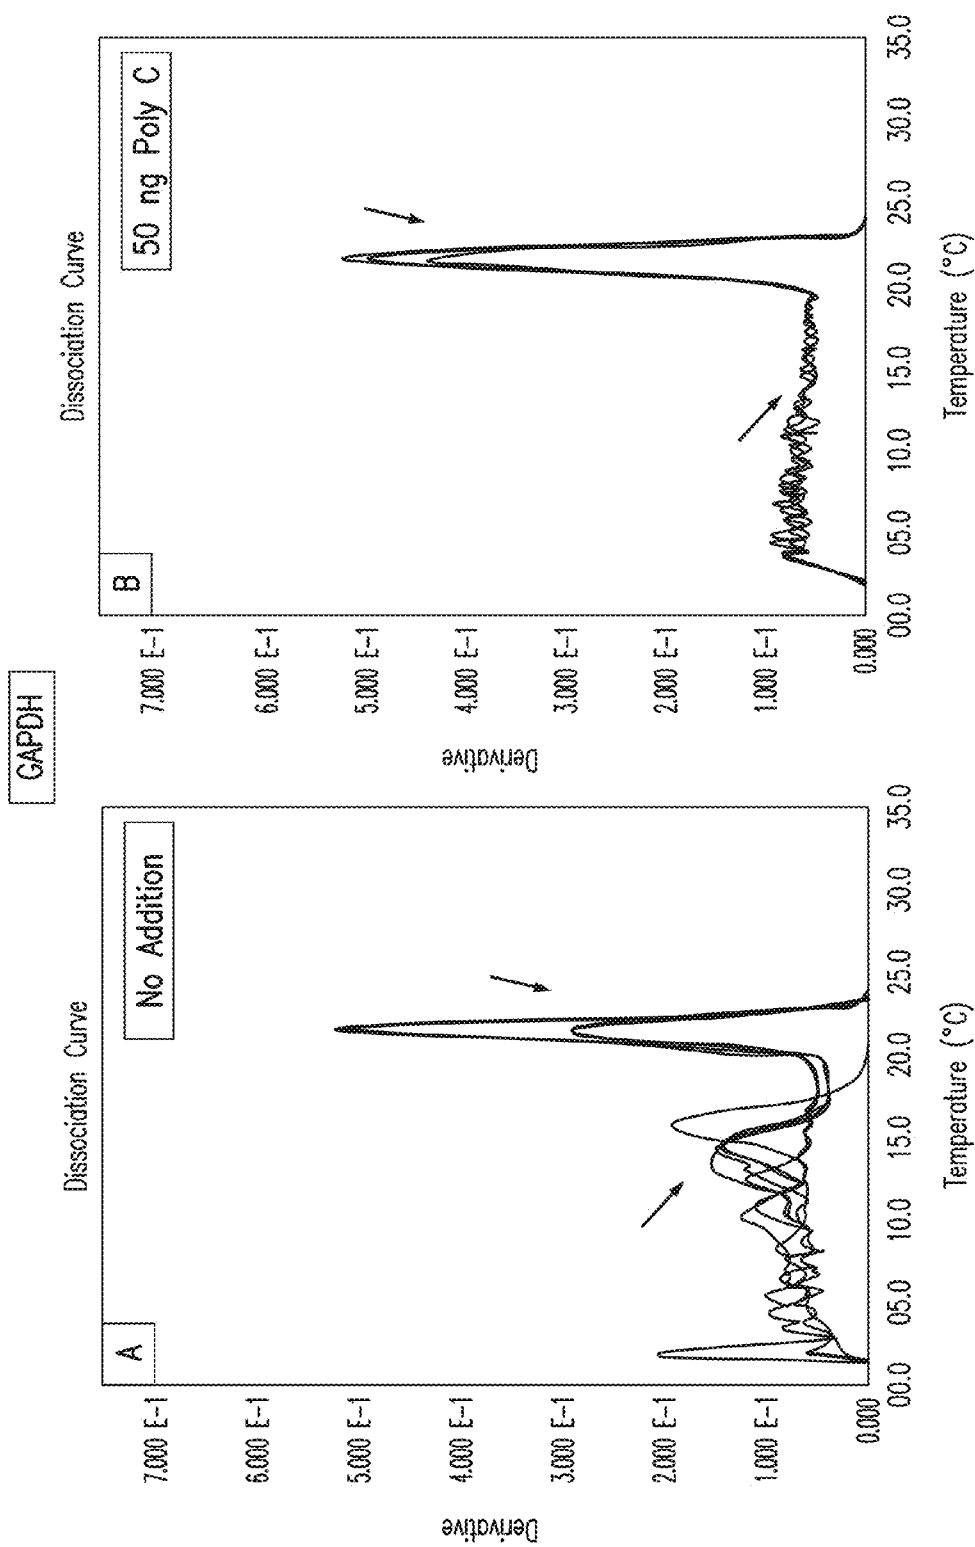 GAPDH
Dissociation Curve
A
No Addition
Derivative
7.000 E-1
6.000 E-1
5.000 E-1
4.000 E-1
3.000 E-1
2.000 E-1
1.000 E-1
0.000
00.0 05.0 10.0 15.0 20.0 25.0 30.0 35.0
Temperature (°C)
Dissociation Curve
B
50 ng Poly C
Derivative
7.000 E-1
6.000 E-1
5.000 E-1
4.000 E-1
3.000 E-1
2.000 E-1
1.000 E-1
0.000
00.0 05.0 10.0 15.0 20.0 25.0 30.0 35.0
Temperature (°C)